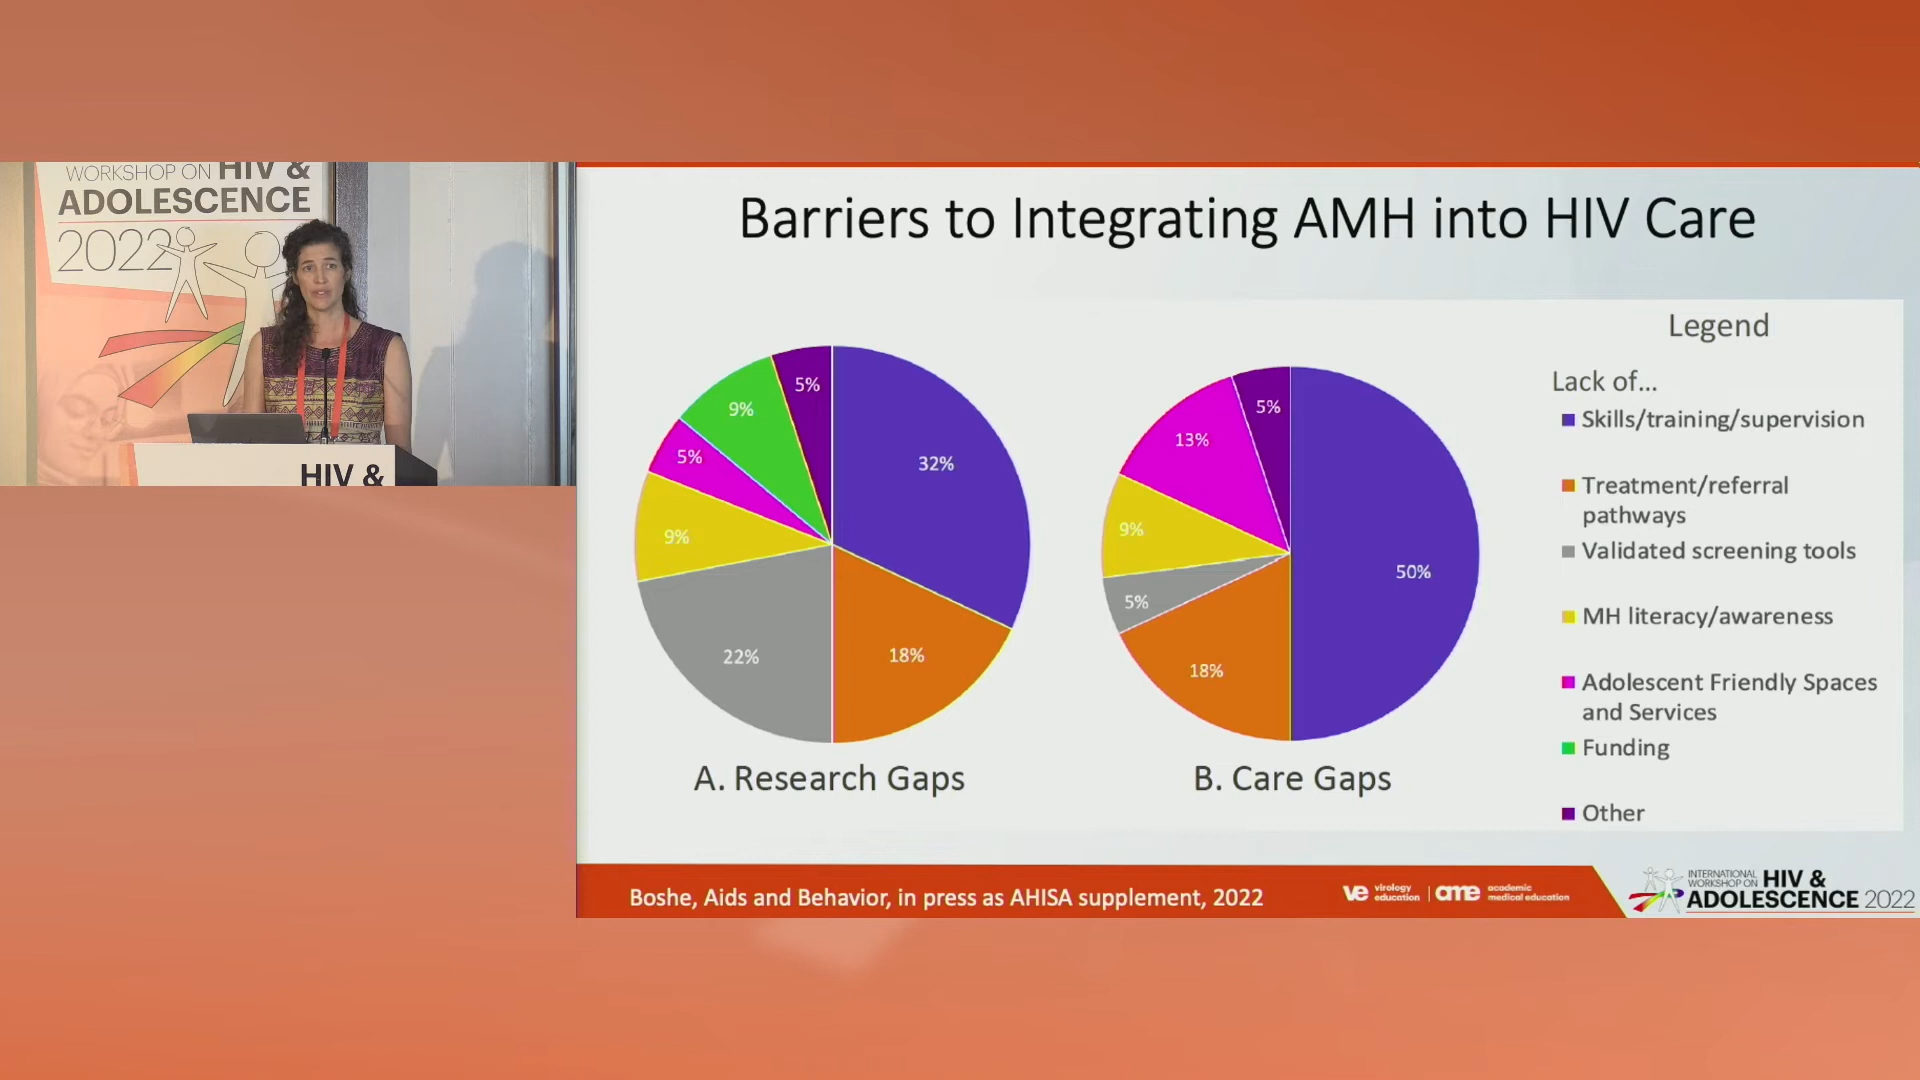 WORKSHOP ON HIV &
ADOLESCENCE
2022
HIV &
Barriers to Integrating AMH into HIV Care
5%
9%
5%
9%
22%
18%
32%
A. Research Gaps
5%
13%
9%
5%
18%
50%
B. Care Gaps
Legend
Lack of...
Skills/training/supervision
Treatment/referral
pathways
Validated screening tools
MH literacy/awareness
Adolescent Friendly Spaces
and Services
Funding
Other
Boshe, Aids and Behavior, in press as AHISA supplement, 2022
ve virology
education
ame academic
medical education
INTERNATIONAL
WORKSHOP ON HIV &
ADOLESCENCE 2022